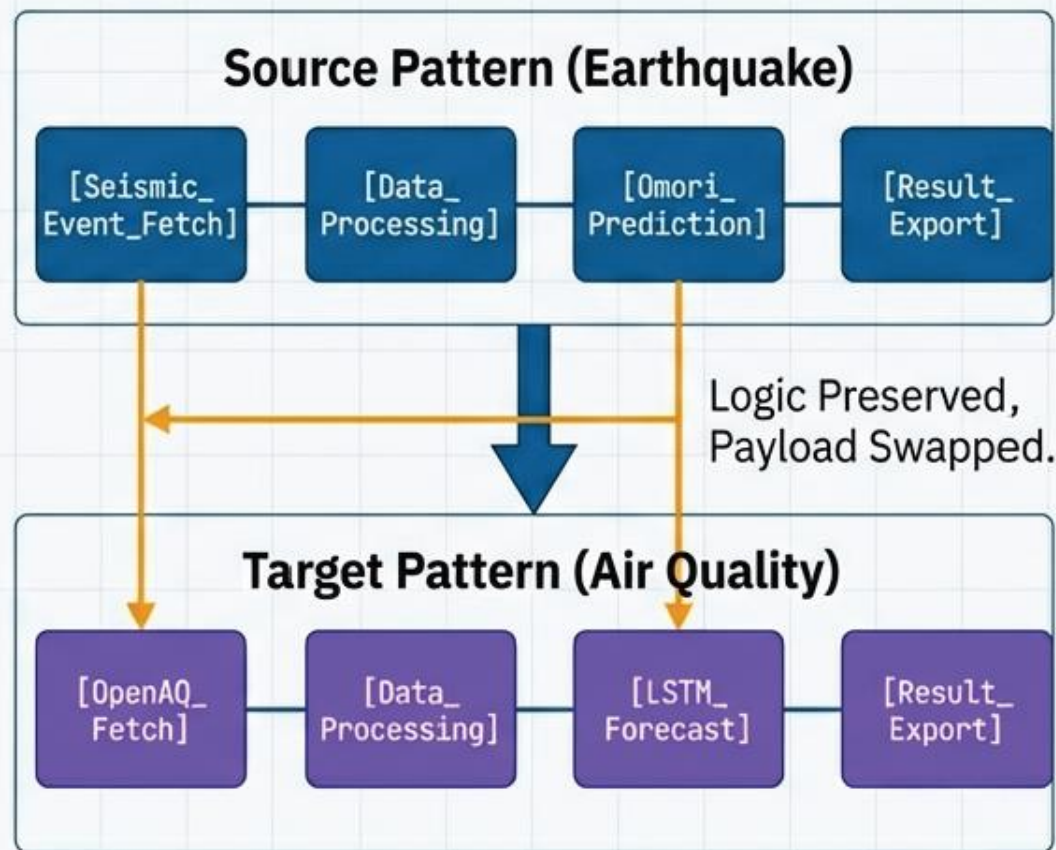 Source Pattern (Earthquake)
[Seismic_
Event_Fetch]
[Data_
Processing]
[Omori_
Prediction]
[Result_
Export]
Logic Preserved,
Payload Swapped.
Target Pattern (Air Quality)
[OpenAQ_
Fetch]
[Data_
Processing]
[LSTM_
Forecast]
[Result_
Export]